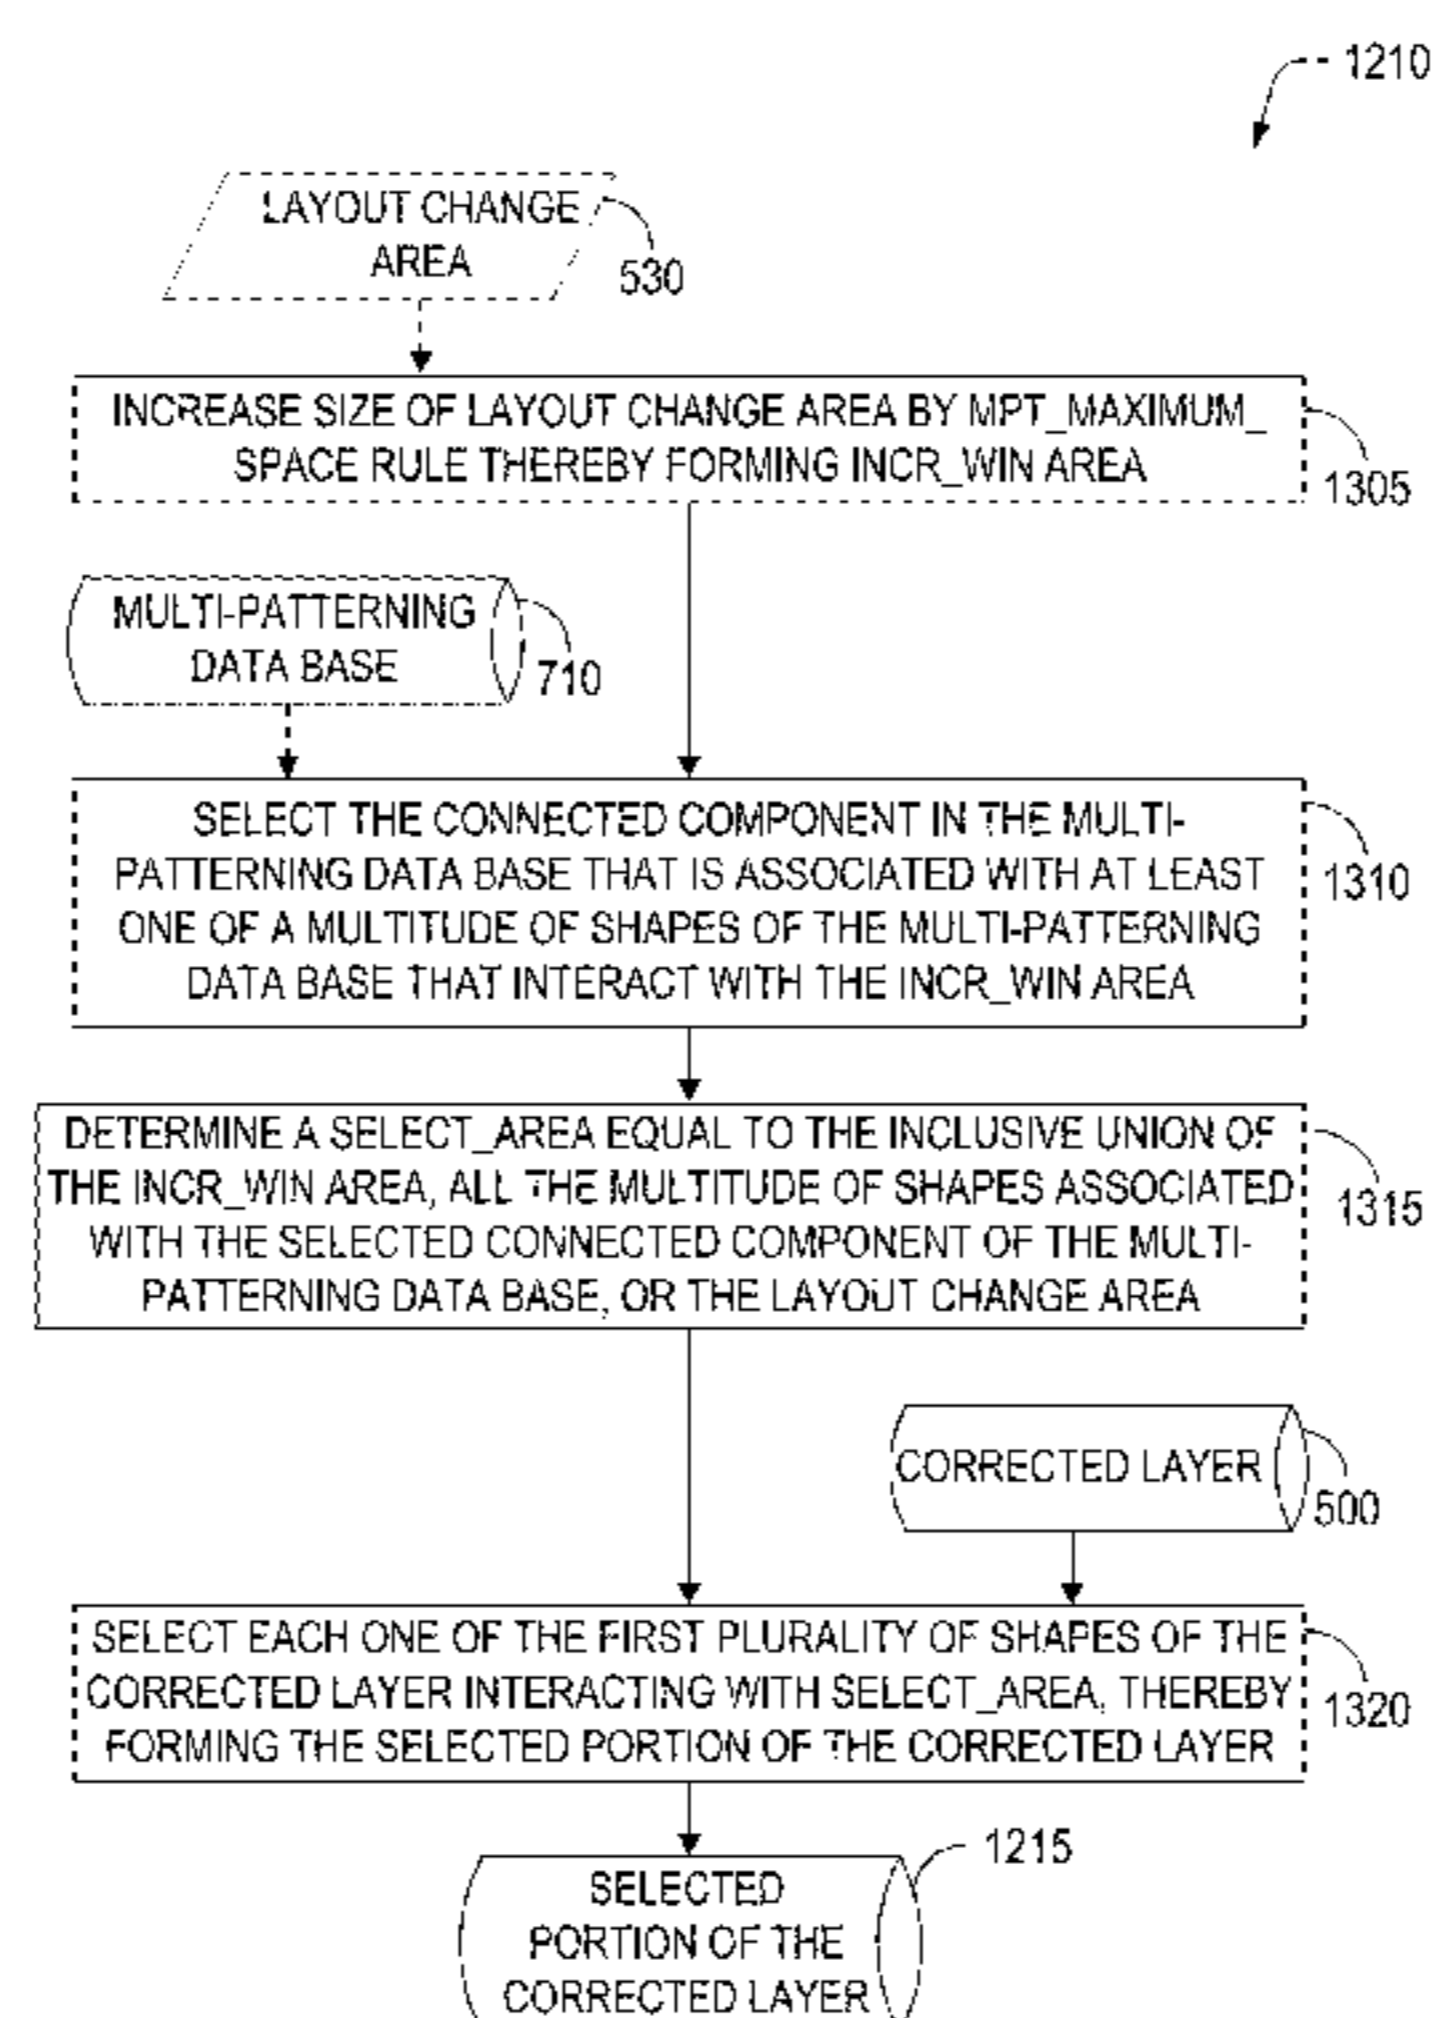 1210
LAYOUT CHANGE
AREA
530
INCREASE SIZE OF LAYOUT CHANGE AREA BY MPT_MAXIMUM_
SPACE RULE THEREBY FORMING INCR_WIN AREA
1305
MULTI-PATTERNING
DATA BASE
710
SELECT THE CONNECTED COMPONENT IN THE MULTI-
PATTERNING DATA BASE THAT IS ASSOCIATED WITH AT LEAST
ONE OF A MULTITUDE OF SHAPES OF THE MULTI-PATTERNING
DATA BASE THAT INTERACT WITH THE INCR_WIN AREA
1310
DETERMINE A SELECT_AREA EQUAL TO THE INCLUSIVE UNION OF
THE INCR_WIN AREA, ALL THE MULTITUDE OF SHAPES ASSOCIATED
WITH THE SELECTED CONNECTED COMPONENT OF THE MULTI-
PATTERNING DATA BASE, OR THE LAYOUT CHANGE AREA
1315
CORRECTED LAYER
500
SELECT EACH ONE OF THE FIRST PLURALITY OF SHAPES OF THE
CORRECTED LAYER INTERACTING WITH SELECT_AREA, THEREBY
FORMING THE SELECTED PORTION OF THE CORRECTED LAYER
1320
1215
SELECTED
PORTION OF THE
CORRECTED LAYER